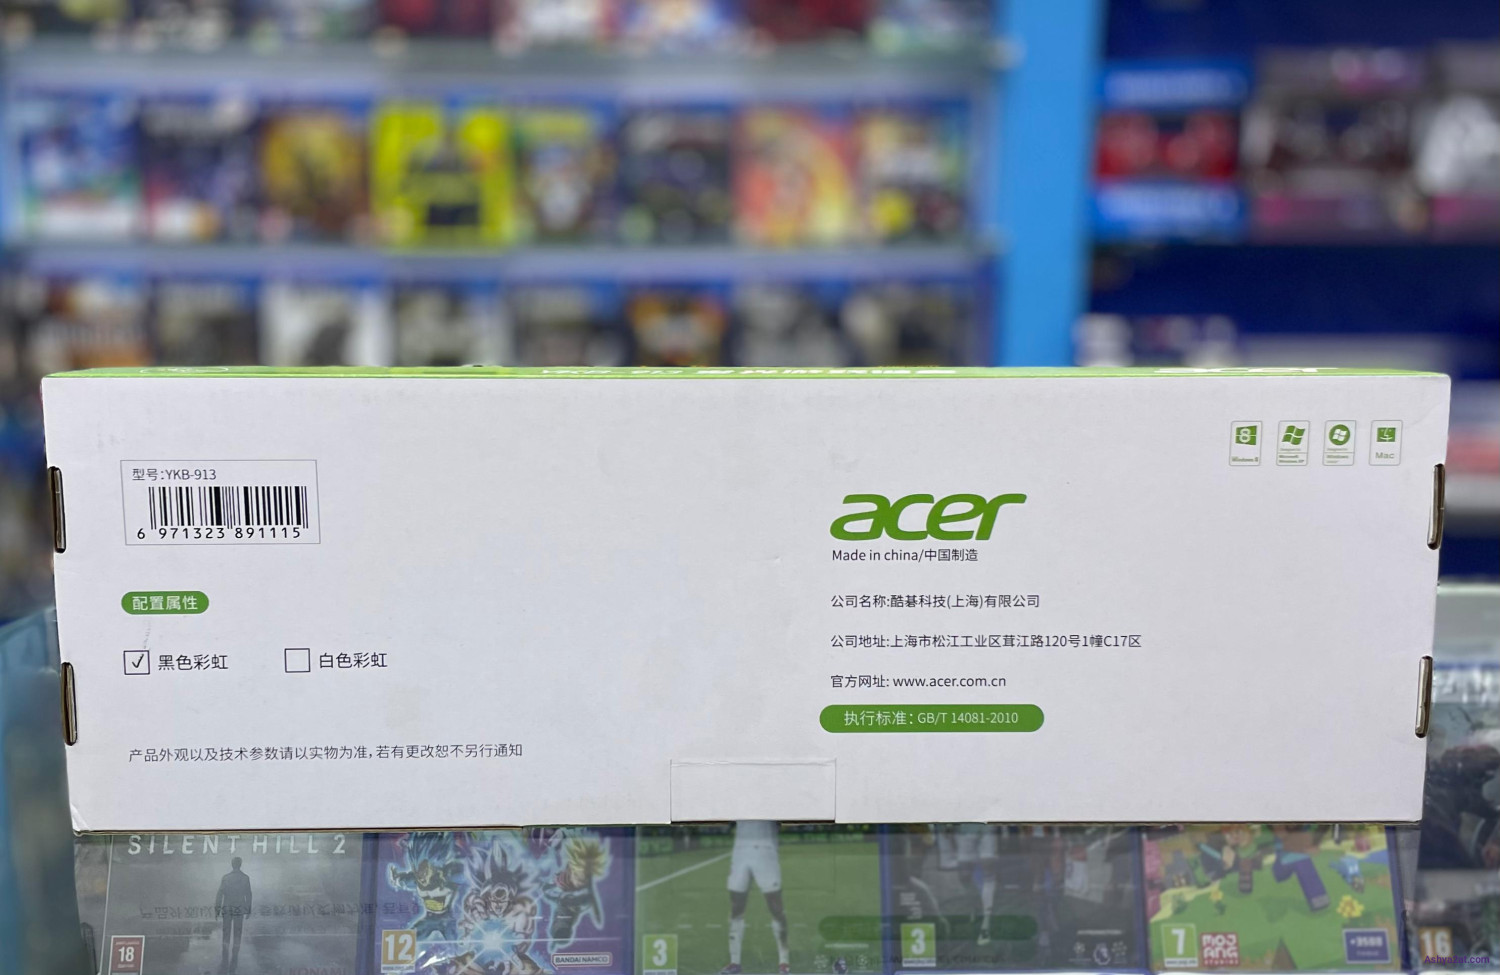 型号:YKB-913
6 971323 891115
配置属性
✓ 黑色彩虹
白色彩虹
产品外观以及技术参数请以实物为准,若有更改恕不另行通知
Mac
acer
Made in china/中国制造
公司名称:酷碁科技(上海)有限公司
公司地址:上海市松江工业区茸江路120号1幢C17区
官方网址: www.acer.com.cn
执行标准: GB/T 14081-2010
SILENT HILL 2
18
12
BANDAI NAMCO
3
3
7
MOJANG
STUDIOS
16
Ashyazat.com